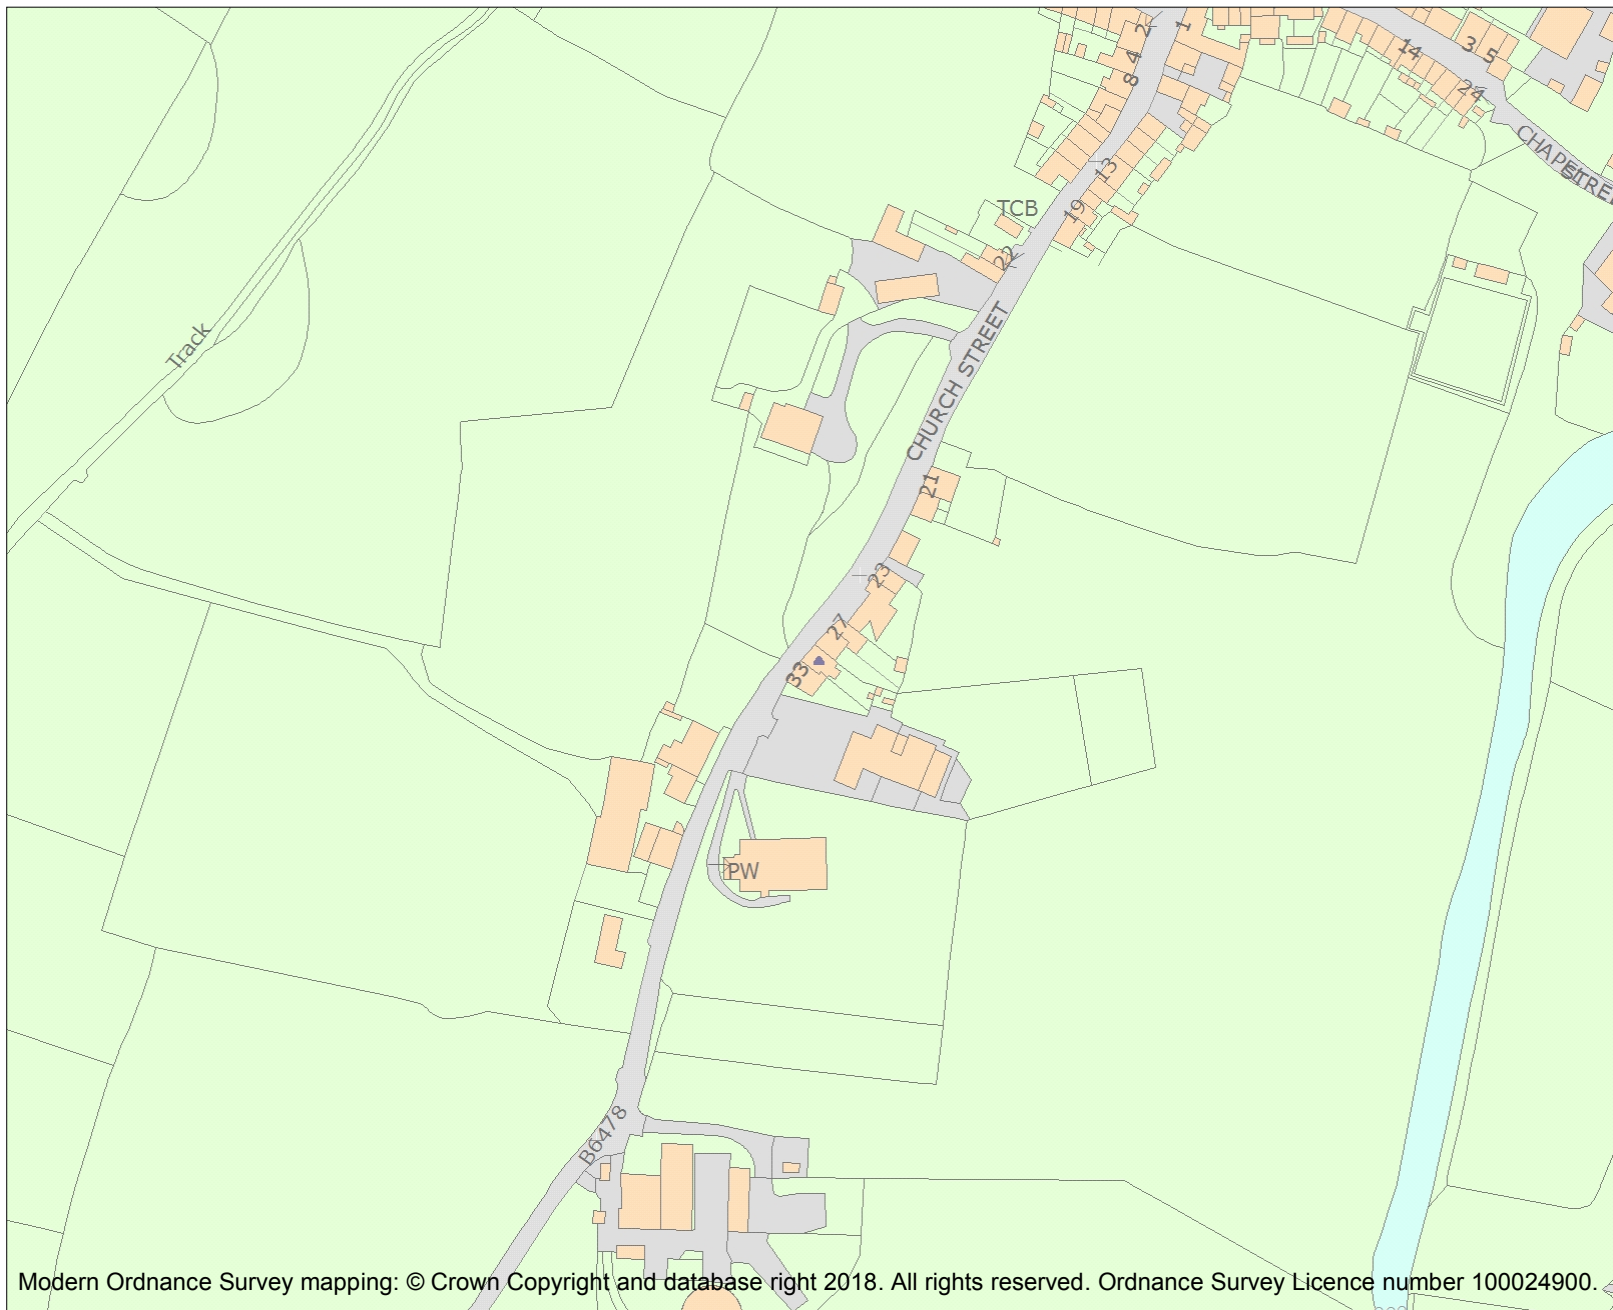 2
1
4
8
14
3
5
24
CHAPEL STREET
13
19
TCB
22
Track
CHURCH STREET
21
23
27
33
PW
B6478
Modern Ordnance Survey mapping: © Crown Copyright and database right 2018. All rights reserved. Ordnance Survey Licence number 100024900.